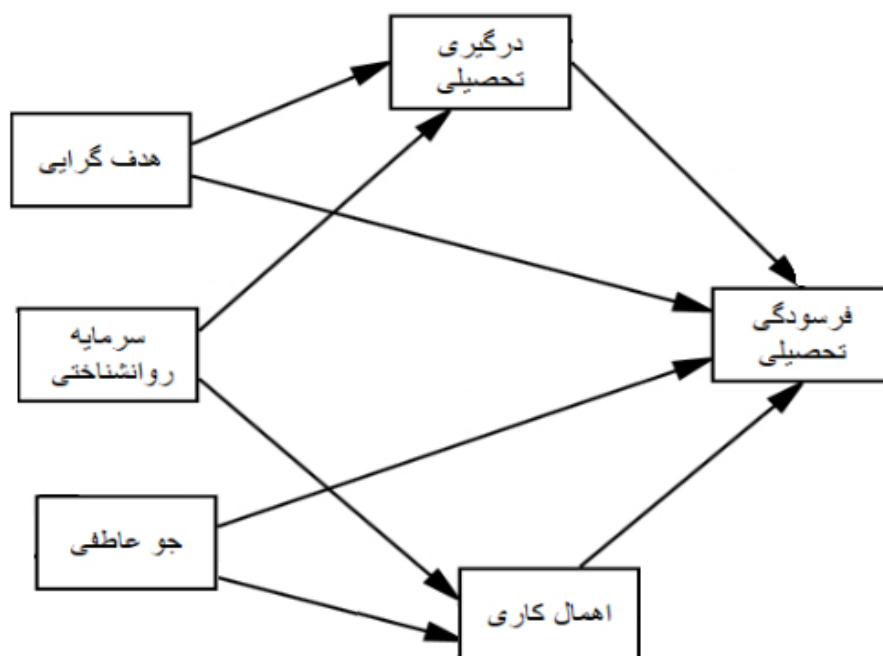 درگیری
تحصیلی
هدف گرایی
فرسودگی
تحصیلی
سرمایه
روانشناختی
جو عاطفی
اهمال کاری